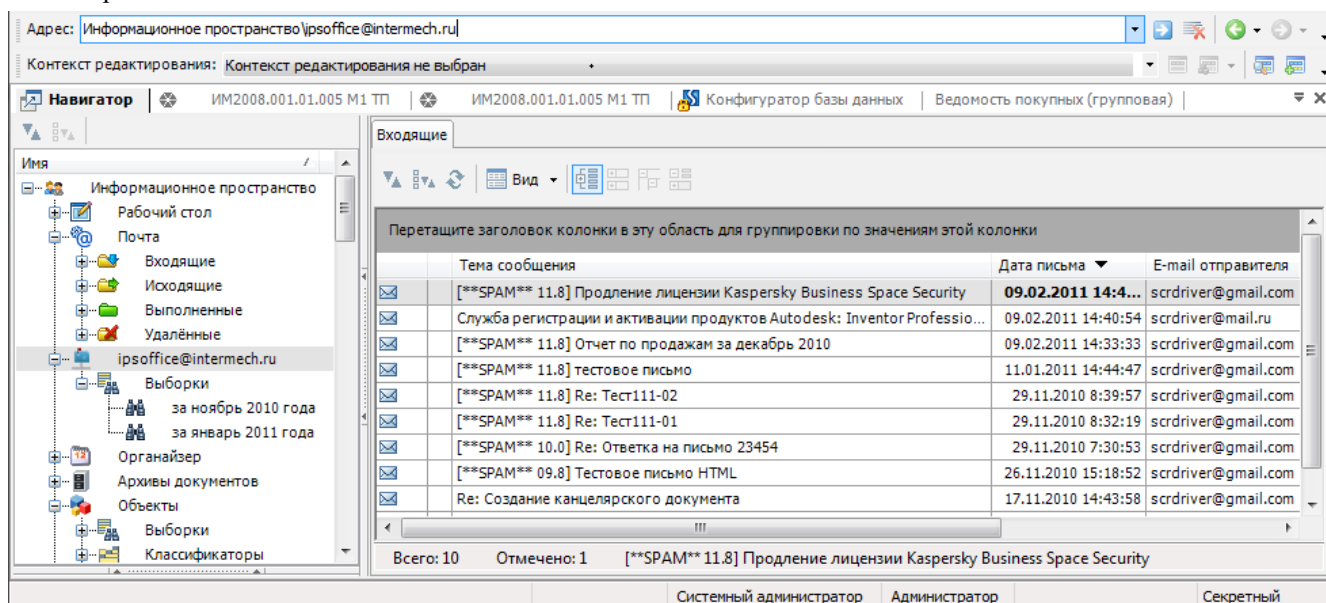 Адрес: Информационное пространство\ipsoffice@intermech.ru
Контекст редактирования: Контекст редактирования не выбран
Навигатор ИМ2008.001.01.005 М1 ТП ИМ2008.001.01.005 М1 ТП Конфигуратор базы данных Ведомость покупных (групповая)
Имя
Информационное пространство
Рабочий стол
Почта
Входящие
Исходящие
Выполненные
Удалённые
ipsoffice@intermech.ru
Выборки
за ноябрь 2010 года
за январь 2011 года
Органайзер
Архивы документов
Объекты
Выборки
Классификаторы
Входящие
Вид
Перетащите заголовок колонки в эту область для группировки по значениям этой колонки
Тема сообщения Дата письма E-mail отправителя
[**SPAM** 11.8] Продление лицензии Kaspersky Business Space Security 09.02.2011 14:4... scrdriver@gmail.com
Служба регистрации и активации продуктов Autodesk: Inventor Professio... 09.02.2011 14:40:54 scrdriver@mail.ru
[**SPAM** 11.8] Отчет по продажам за декабрь 2010 09.02.2011 14:33:33 scrdriver@gmail.com
[**SPAM** 11.8] тестовое письмо 11.01.2011 14:44:47 scrdriver@gmail.com
[**SPAM** 11.8] Re: Тест111-02 29.11.2010 8:39:57 scrdriver@gmail.com
[**SPAM** 11.8] Re: Тест111-01 29.11.2010 8:32:19 scrdriver@gmail.com
[**SPAM** 10.0] Re: Ответка на письмо 23454 29.11.2010 7:30:53 scrdriver@gmail.com
[**SPAM** 09.8] Тестовое письмо HTML 26.11.2010 15:18:52 scrdriver@gmail.com
Re: Создание канцелярского документа 17.11.2010 14:43:58 scrdriver@gmail.com
Всего: 10 Отмечено: 1 [**SPAM** 11.8] Продление лицензии Kaspersky Business Space Security
Системный администратор Администратор Секретный